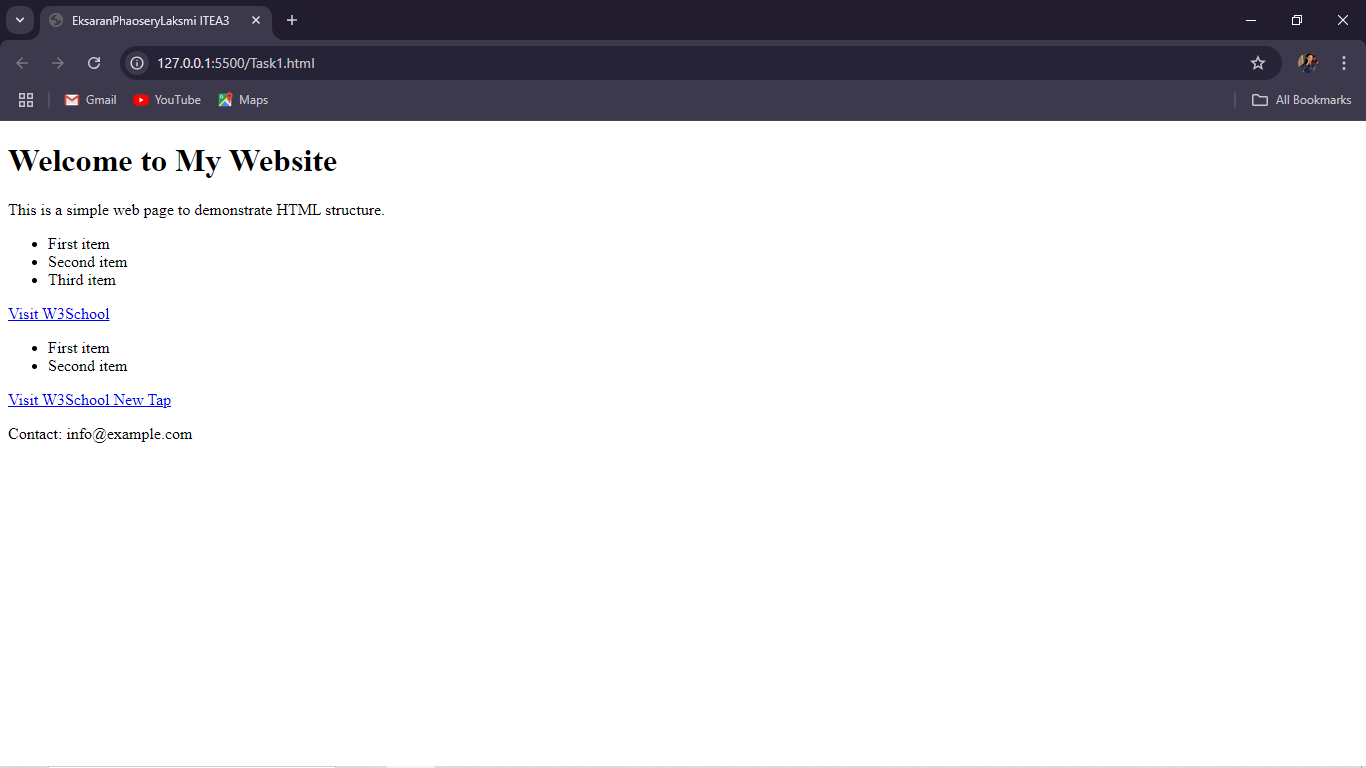 EksaranPhaoseryLaksmi ITEA3
127.0.0.1:5500/Task1.html
Gmail YouTube Maps All Bookmarks
Welcome to My Website
This is a simple web page to demonstrate HTML structure.
First item
Second item
Third item
Visit W3School
First item
Second item
Visit W3School New Tap
Contact: info@example.com